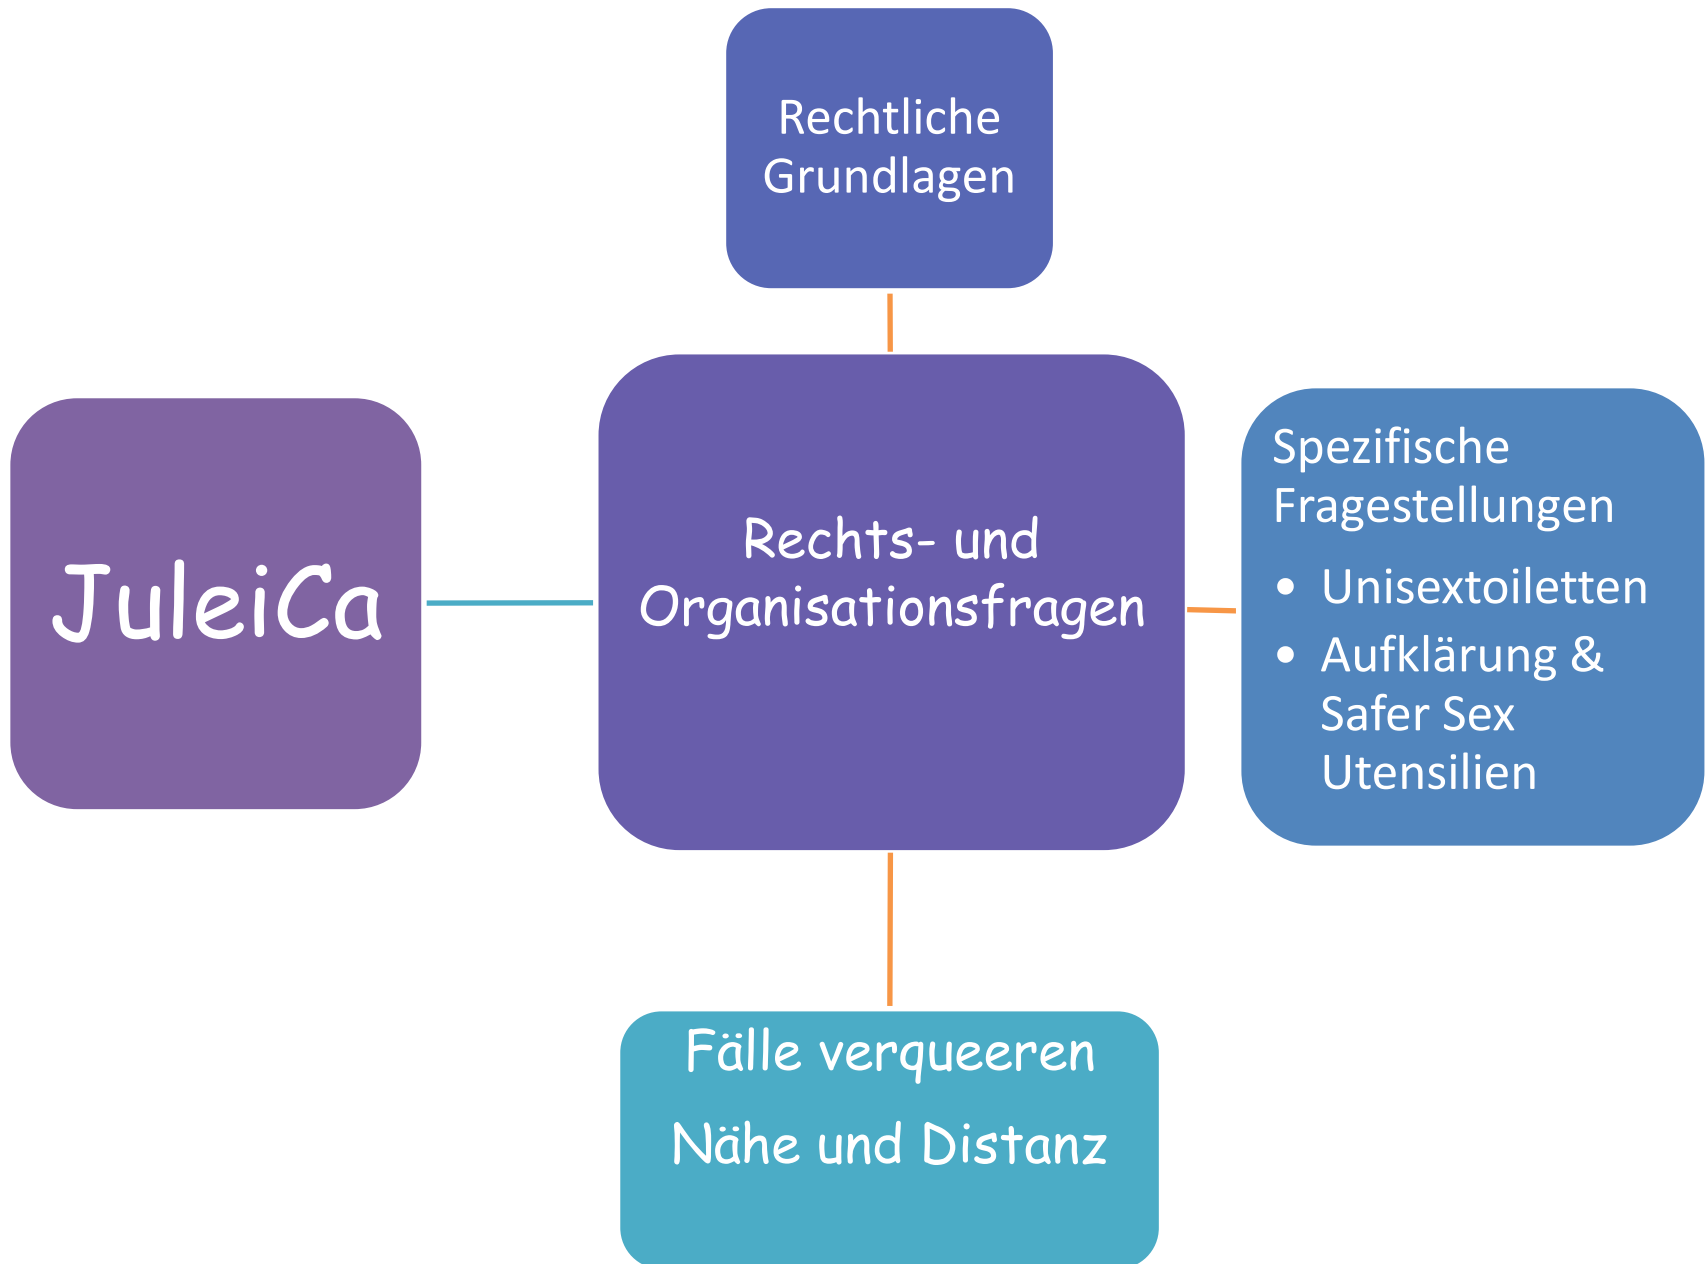 Rechtliche
Grundlagen
JuleiCa
Rechts- und
Organisationsfragen
Spezifische
Fragestellungen
• Unisextoiletten
• Aufklärung &
Safer Sex
Utensilien
Fälle verqueeren
Nähe und Distanz